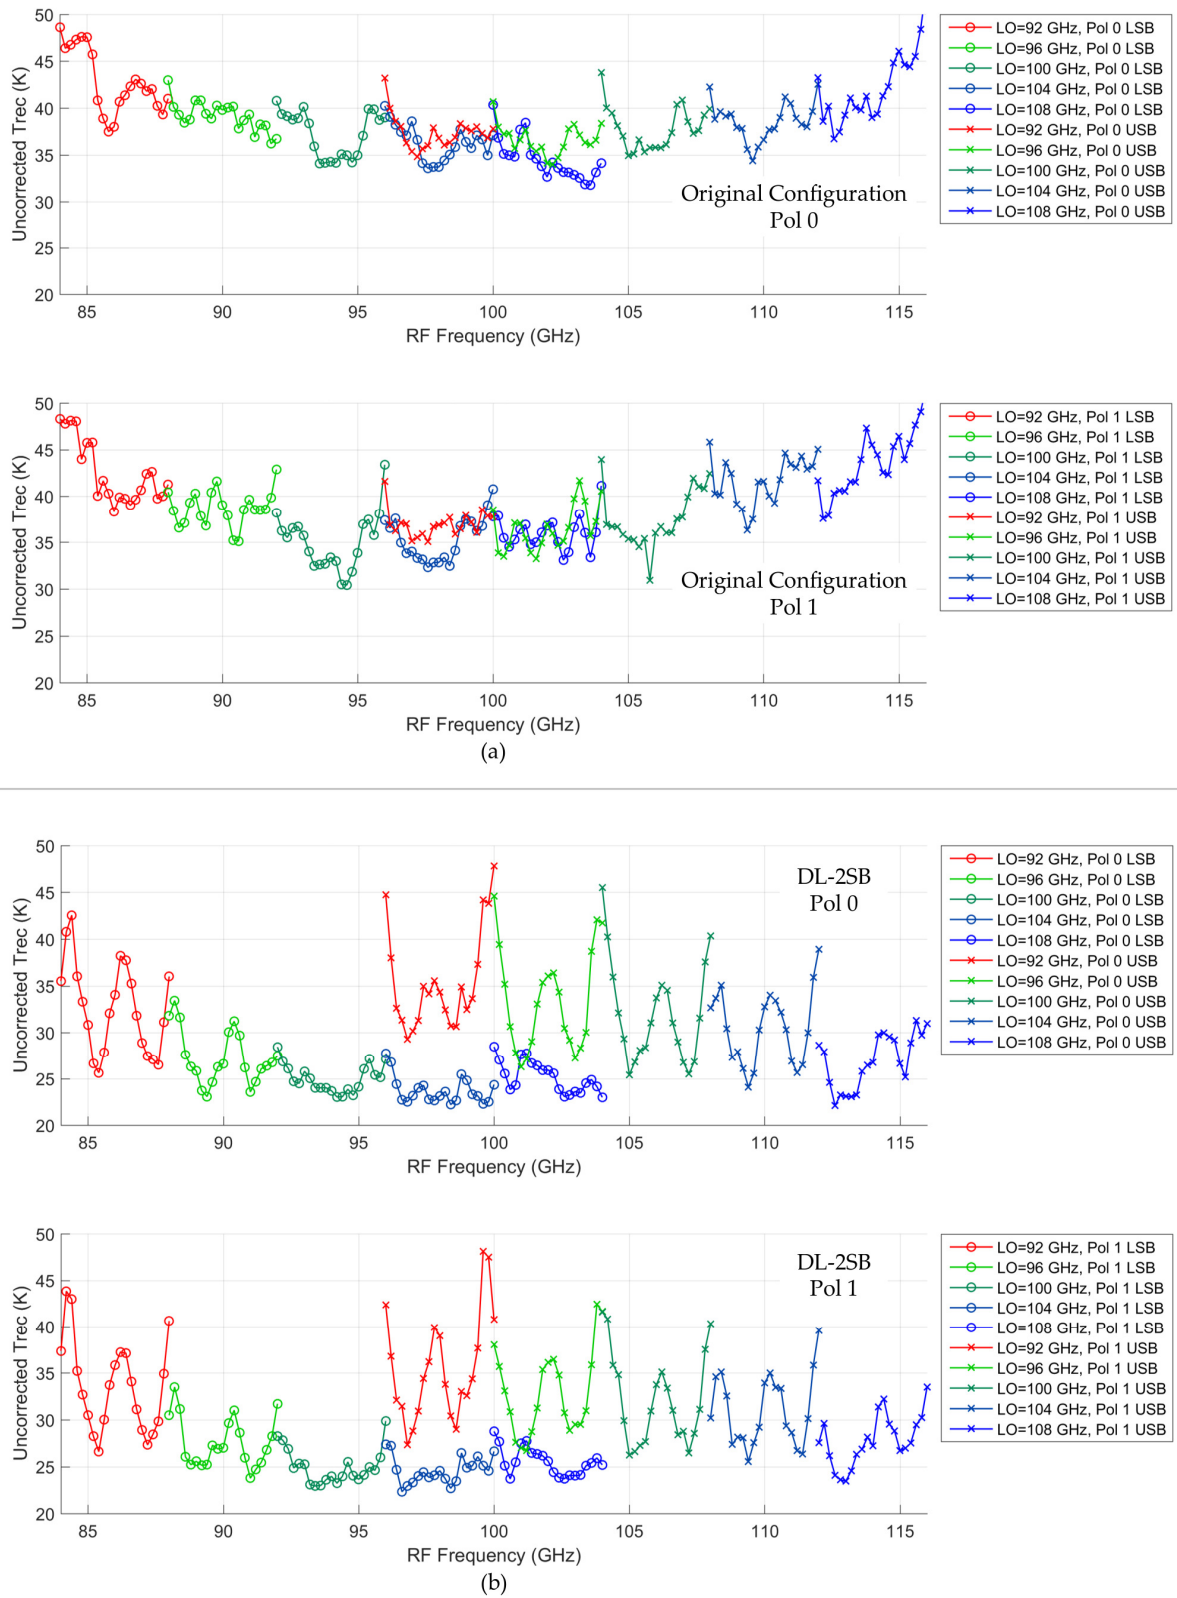 50
45
40
35
30
25
20
Uncorrected Trec (K)
85
90
95
100
105
110
115
RF Frequency (GHz)
Original Configuration
Pol 0
LO=92 GHz, Pol 0 LSB
LO=96 GHz, Pol 0 LSB
LO=100 GHz, Pol 0 LSB
LO=104 GHz, Pol 0 LSB
LO=108 GHz, Pol 0 LSB
LO=92 GHz, Pol 0 USB
LO=96 GHz, Pol 0 USB
LO=100 GHz, Pol 0 USB
LO=104 GHz, Pol 0 USB
LO=108 GHz, Pol 0 USB
50
45
40
35
30
25
20
Uncorrected Trec (K)
85
90
95
100
105
110
115
RF Frequency (GHz)
Original Configuration
Pol 1
LO=92 GHz, Pol 1 LSB
LO=96 GHz, Pol 1 LSB
LO=100 GHz, Pol 1 LSB
LO=104 GHz, Pol 1 LSB
LO=108 GHz, Pol 1 LSB
LO=92 GHz, Pol 1 USB
LO=96 GHz, Pol 1 USB
LO=100 GHz, Pol 1 USB
LO=104 GHz, Pol 1 USB
LO=108 GHz, Pol 1 USB
(a)
50
45
40
35
30
25
20
Uncorrected Trec (K)
85
90
95
100
105
110
115
RF Frequency (GHz)
DL-2SB
Pol 0
LO=92 GHz, Pol 0 LSB
LO=96 GHz, Pol 0 LSB
LO=100 GHz, Pol 0 LSB
LO=104 GHz, Pol 0 LSB
LO=108 GHz, Pol 0 LSB
LO=92 GHz, Pol 0 USB
LO=96 GHz, Pol 0 USB
LO=100 GHz, Pol 0 USB
LO=104 GHz, Pol 0 USB
LO=108 GHz, Pol 0 USB
50
45
40
35
30
25
20
Uncorrected Trec (K)
85
90
95
100
105
110
115
RF Frequency (GHz)
DL-2SB
Pol 1
LO=92 GHz, Pol 1 LSB
LO=96 GHz, Pol 1 LSB
LO=100 GHz, Pol 1 LSB
LO=104 GHz, Pol 1 LSB
LO=108 GHz, Pol 1 LSB
LO=92 GHz, Pol 1 USB
LO=96 GHz, Pol 1 USB
LO=100 GHz, Pol 1 USB
LO=104 GHz, Pol 1 USB
LO=108 GHz, Pol 1 USB
(b)